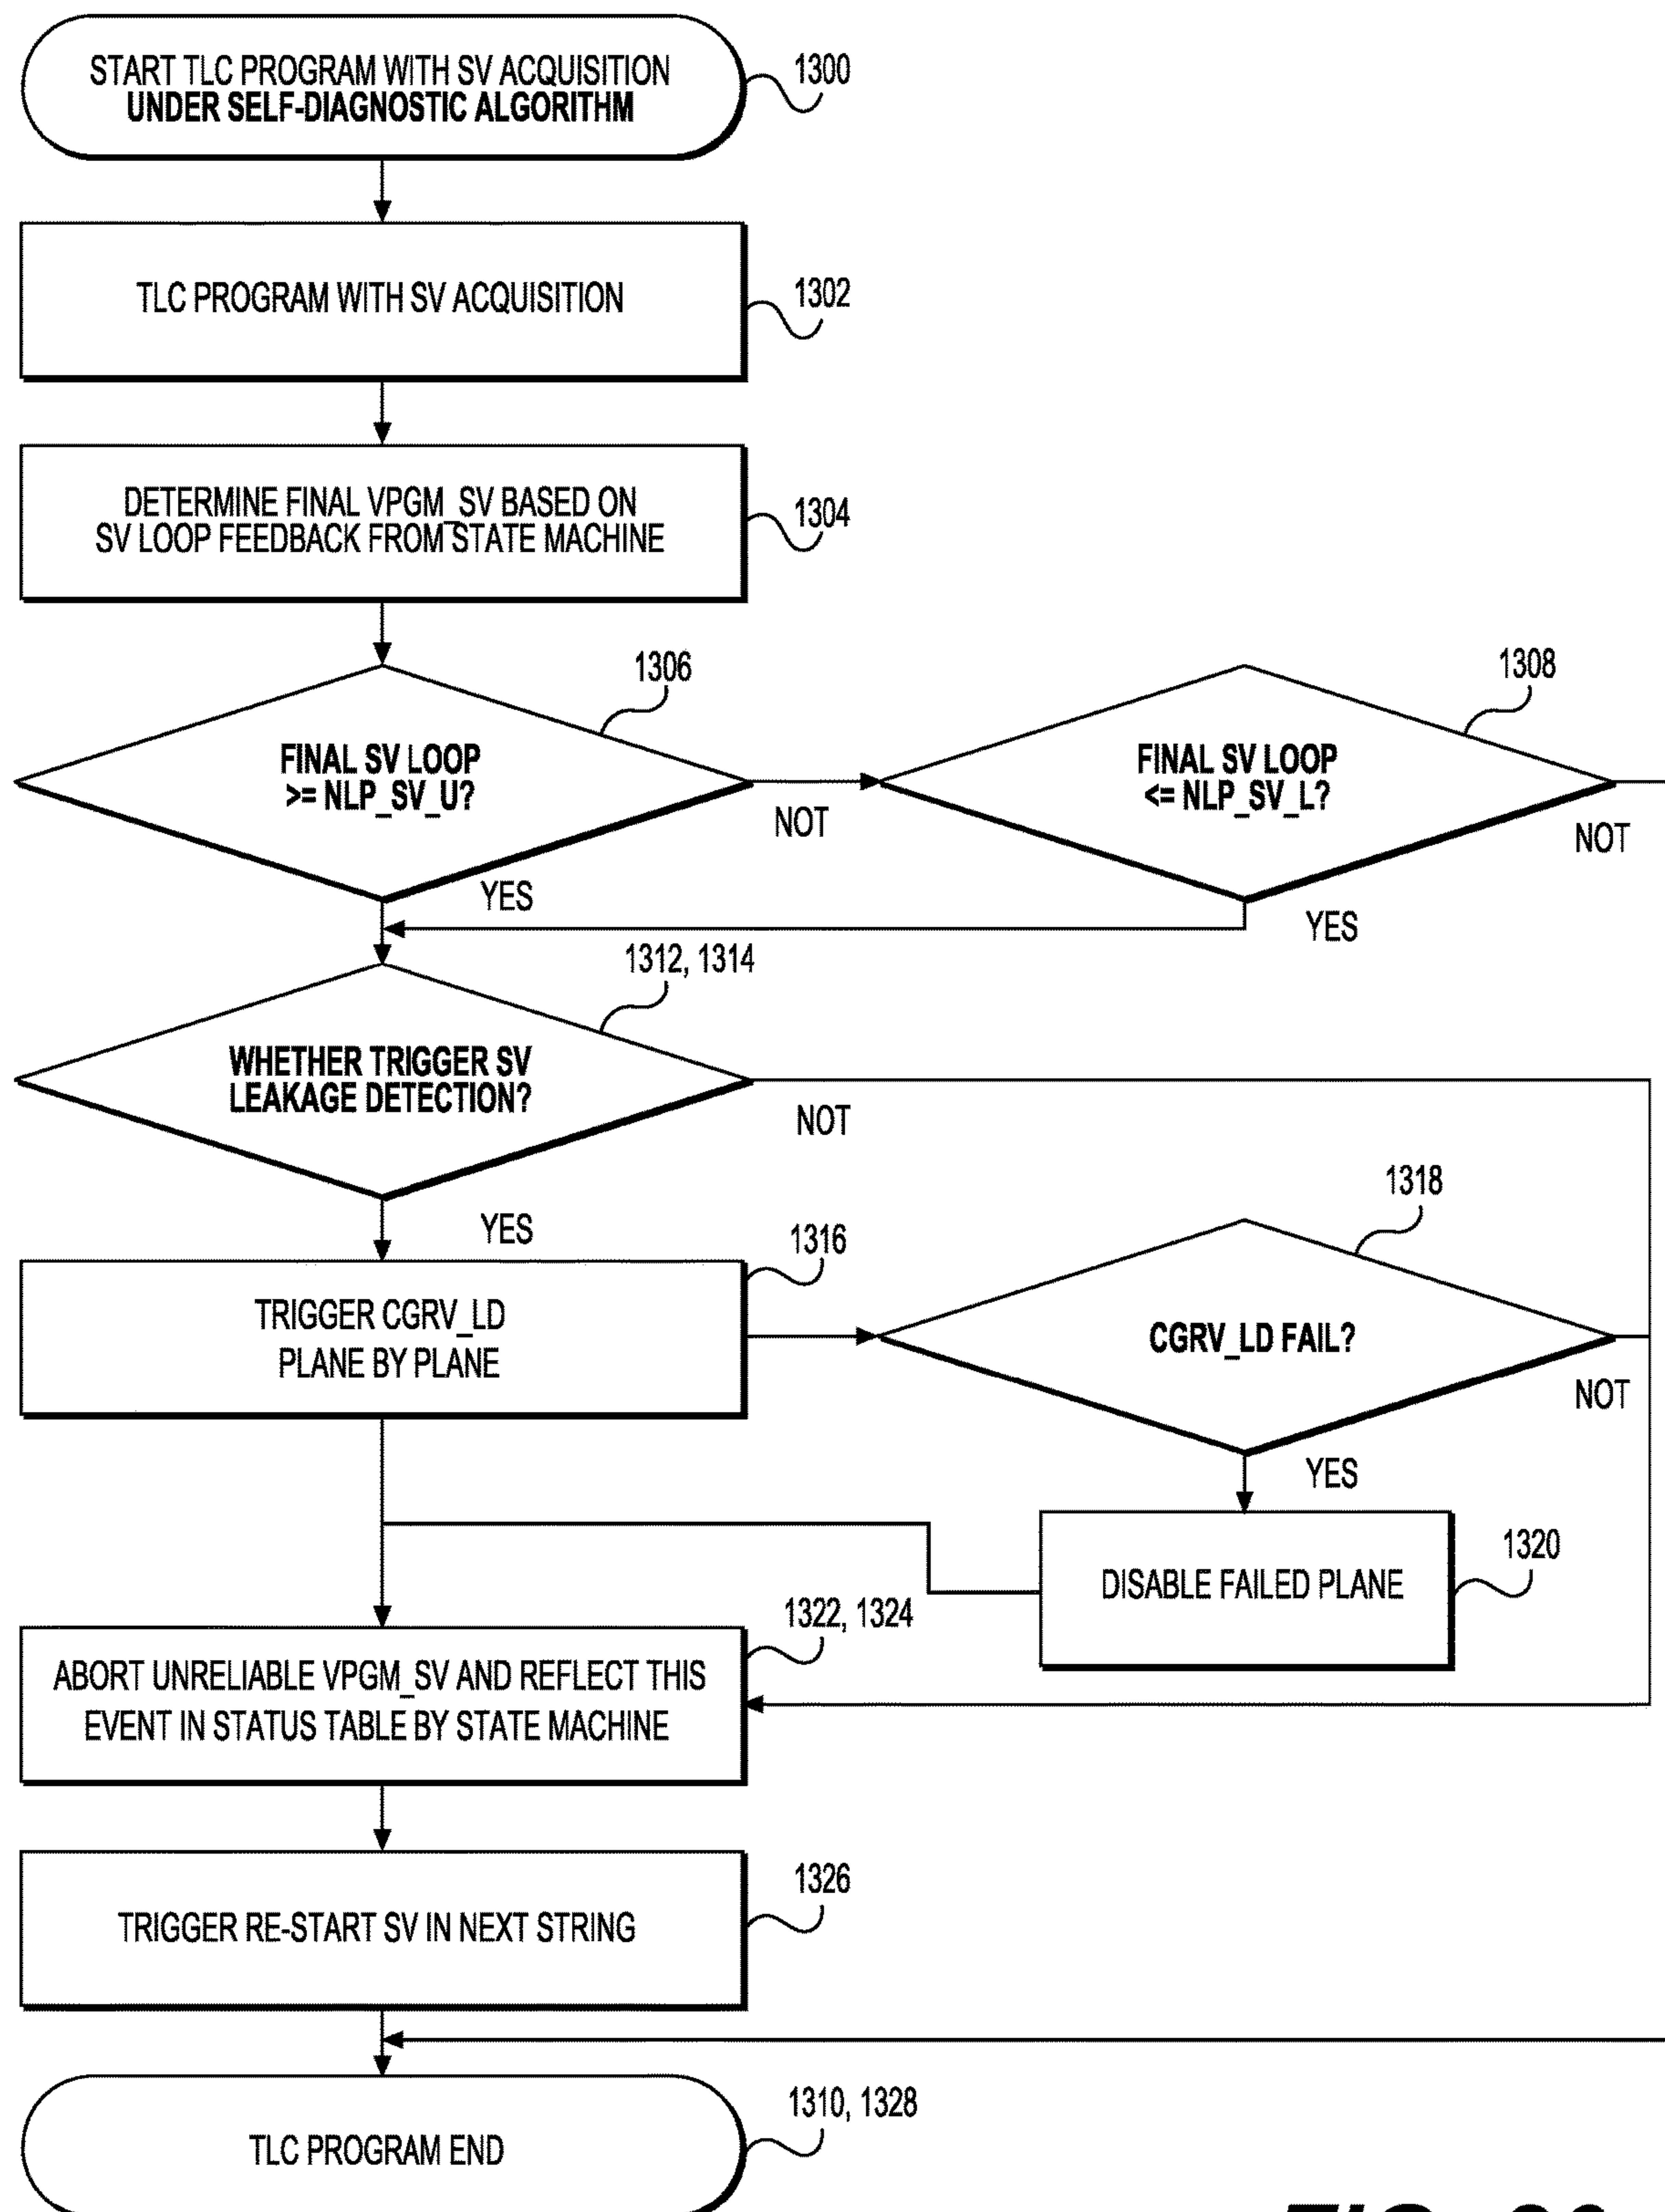 START TLC PROGRAM WITH SV ACQUISITION
UNDER SELF-DIAGNOSTIC ALGORITHM
1300
TLC PROGRAM WITH SV ACQUISITION
1302
DETERMINE FINAL VPGM_SV BASED ON
SV LOOP FEEDBACK FROM STATE MACHINE
1304
1306
FINAL SV LOOP
>= NLP_SV_U?
NOT
YES
1308
FINAL SV LOOP
<= NLP_SV_L?
NOT
YES
1312, 1314
WHETHER TRIGGER SV
LEAKAGE DETECTION?
NOT
YES
1316
TRIGGER CGRV_LD
PLANE BY PLANE
1318
CGRV_LD FAIL?
NOT
YES
DISABLE FAILED PLANE
1320
1322, 1324
ABORT UNRELIABLE VPGM_SV AND REFLECT THIS
EVENT IN STATUS TABLE BY STATE MACHINE
1326
TRIGGER RE-START SV IN NEXT STRING
1310, 1328
TLC PROGRAM END